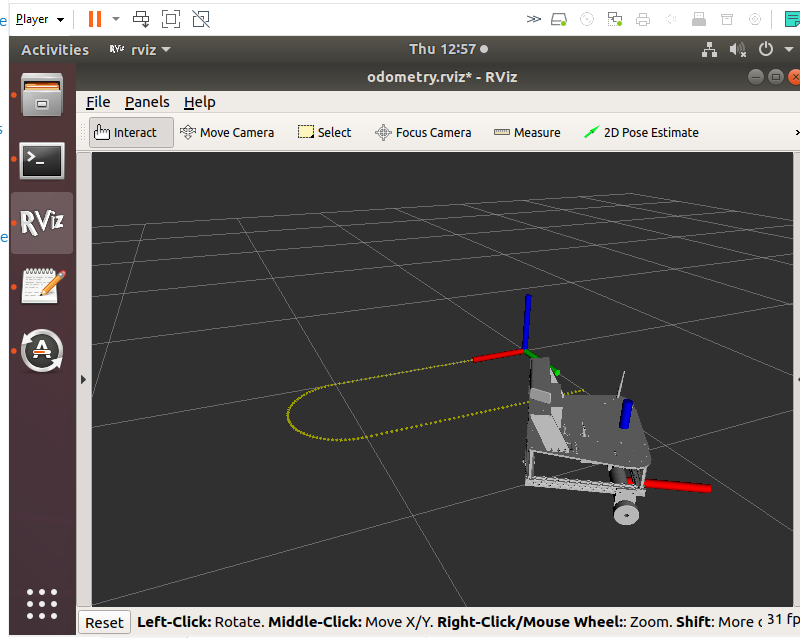 Player
Activities RViz rviz Thu 12:57
odometry.rviz* - RViz
File Panels Help
Interact Move Camera Select Focus Camera Measure 2D Pose Estimate
RViz
Reset Left-Click: Rotate. Middle-Click: Move X/Y. Right-Click/Mouse Wheel:: Zoom. Shift: More 31 fp